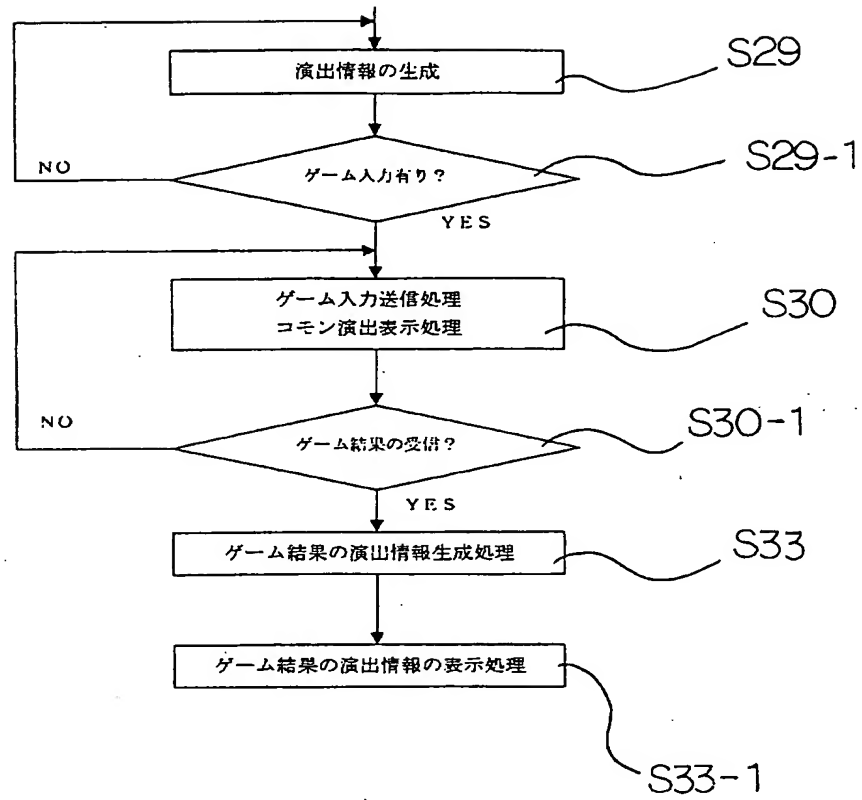 演出情報の生成
S29
NO
ゲーム入力有り?
S29-1
YES
ゲーム入力送信処理
コモン演出表示処理
S30
NO
ゲーム結果の受信?
S30-1
YES
ゲーム結果の演出情報生成処理
S33
ゲーム結果の演出情報の表示処理
S33-1